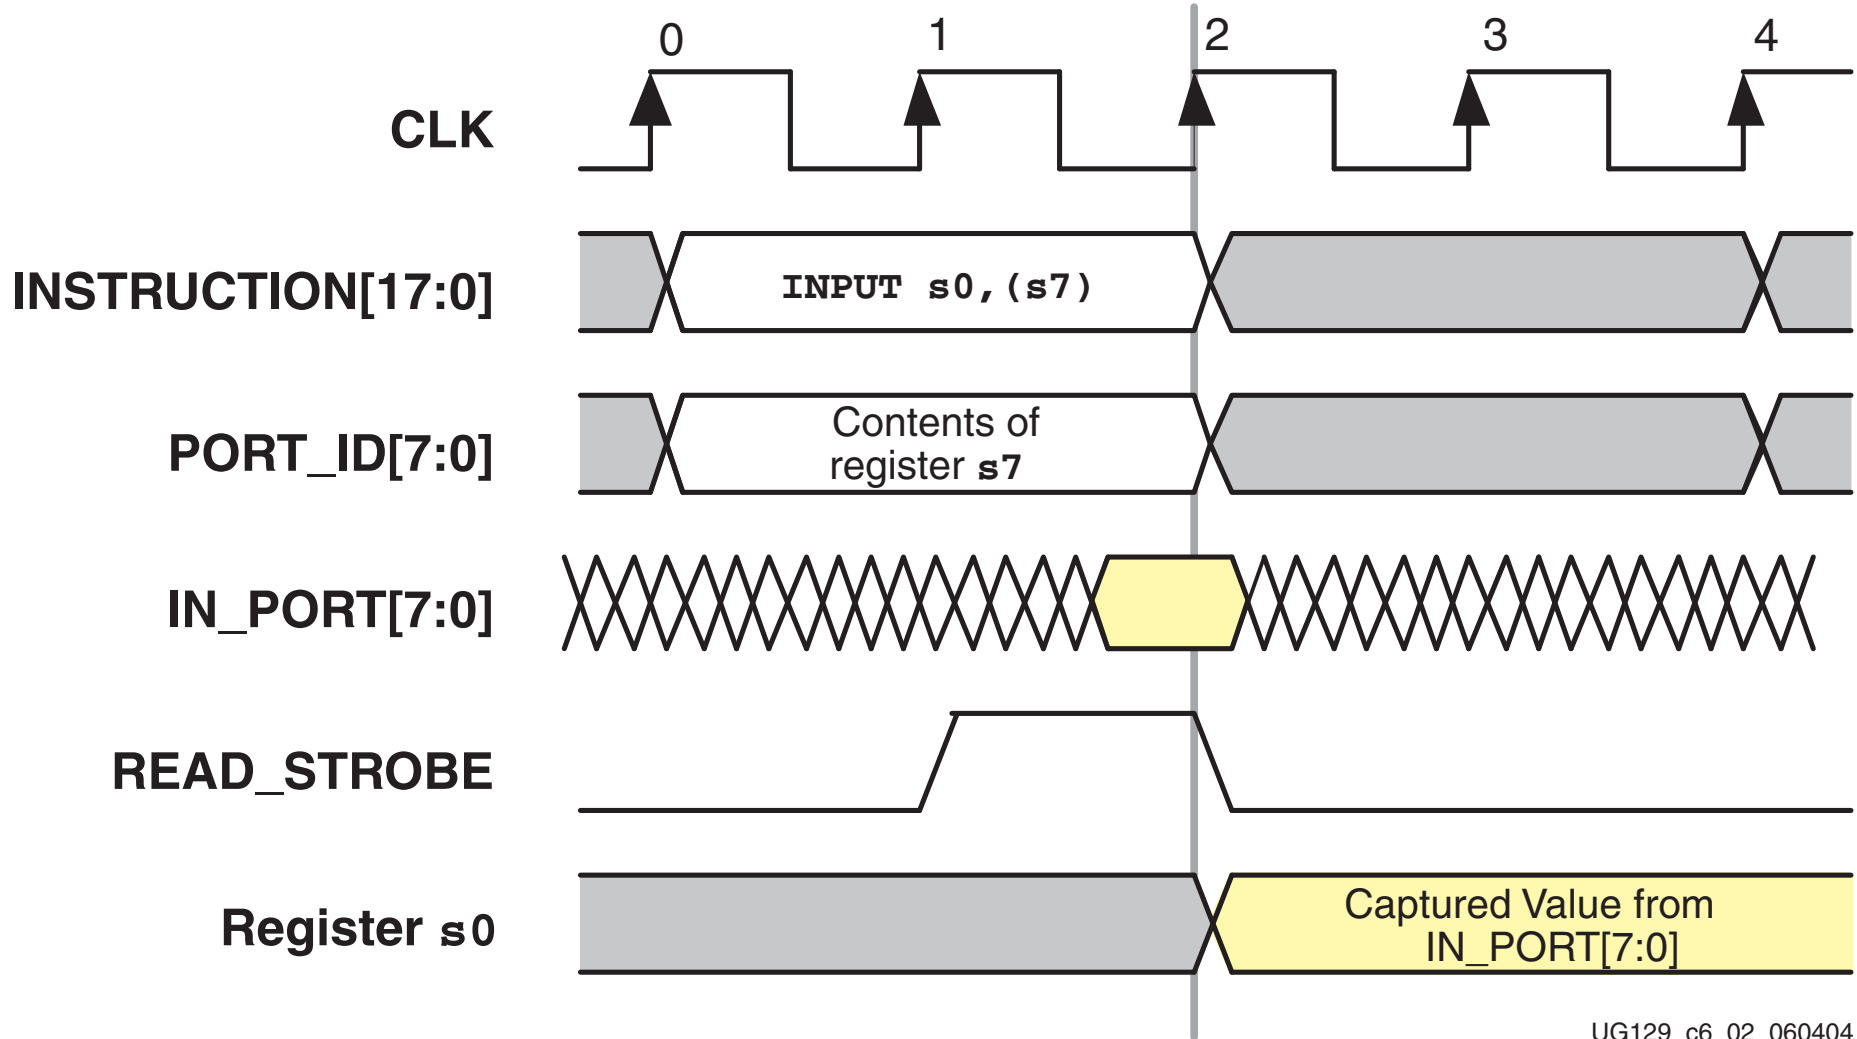 0 1 2 3 4
CLK
INSTRUCTION[17:0]
INPUT s0,(s7)
PORT_ID[7:0]
Contents of
register s7
IN_PORT[7:0]
READ_STROBE
Register s0
Captured Value from
IN_PORT[7:0]
UG129_c6_02_060404